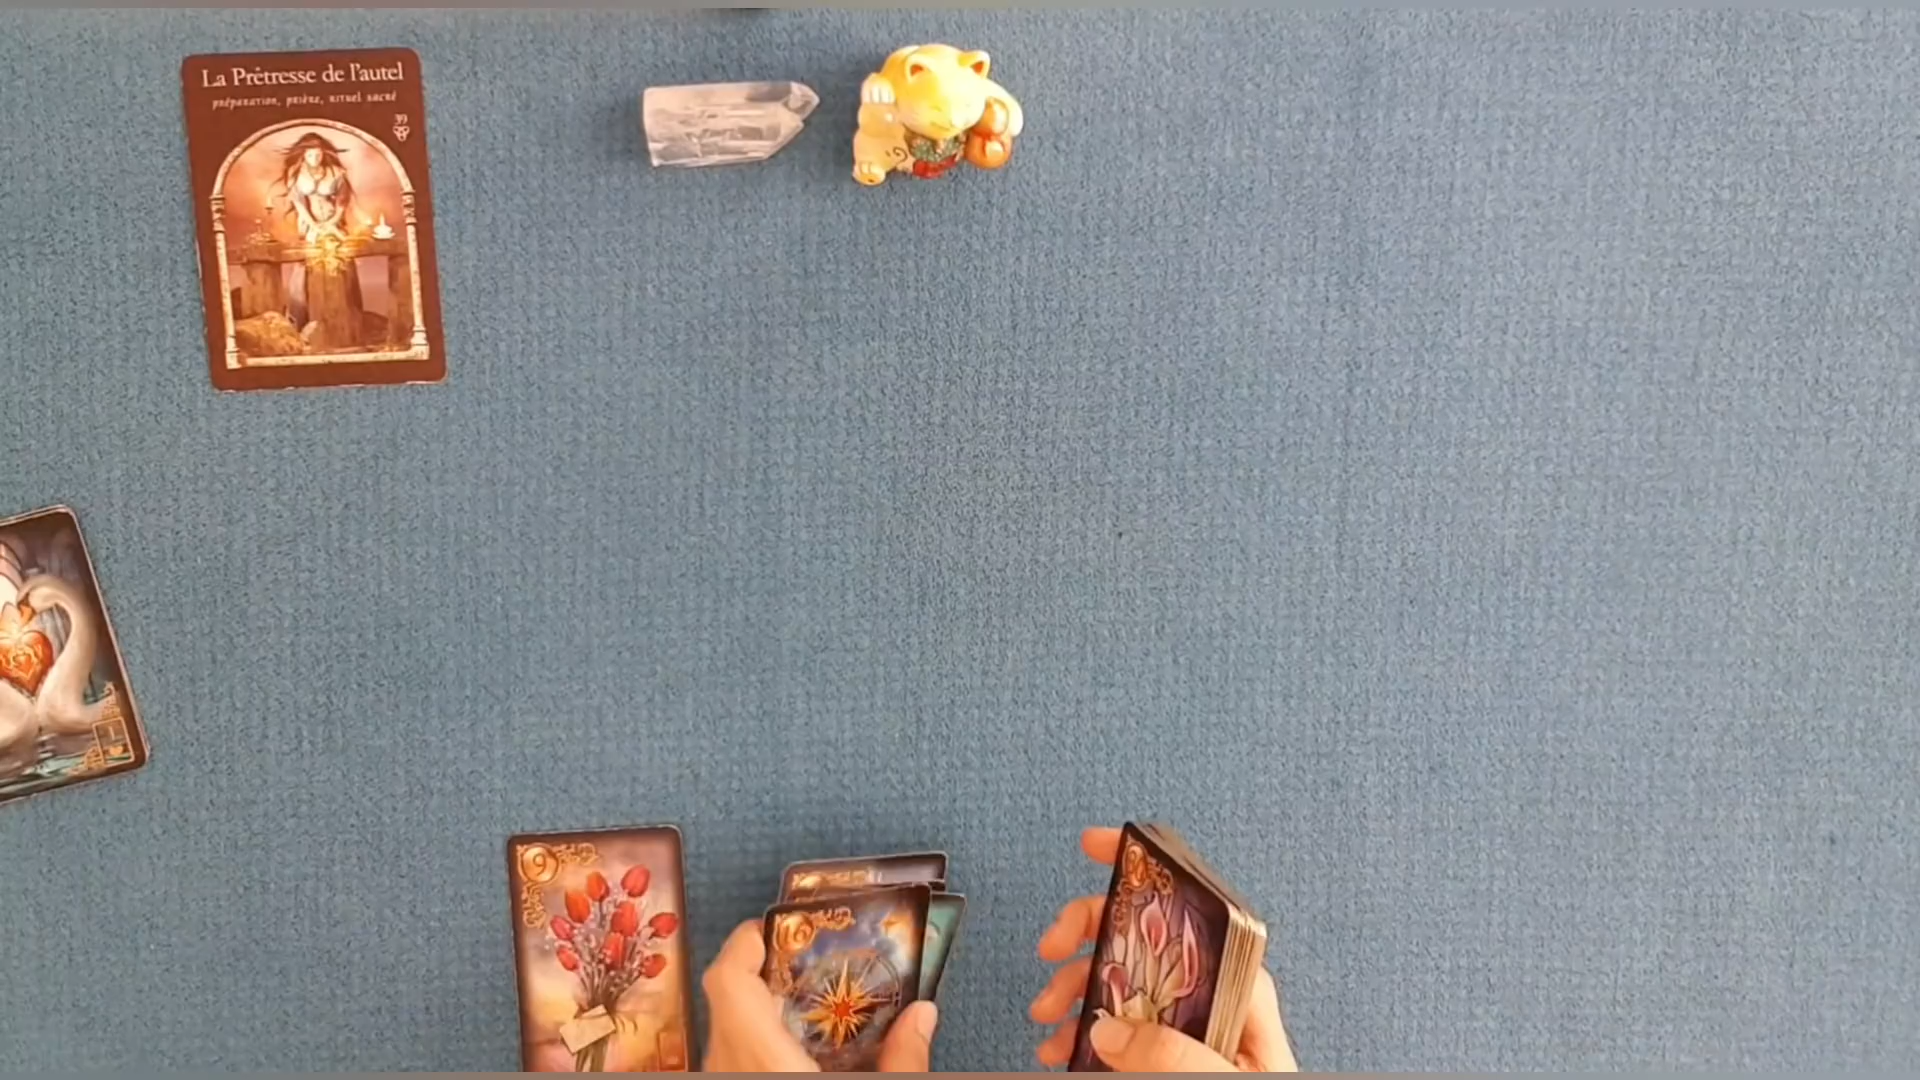 La Prêtresse de l'autel
préparation, prière, rituel sacré
39
9
16